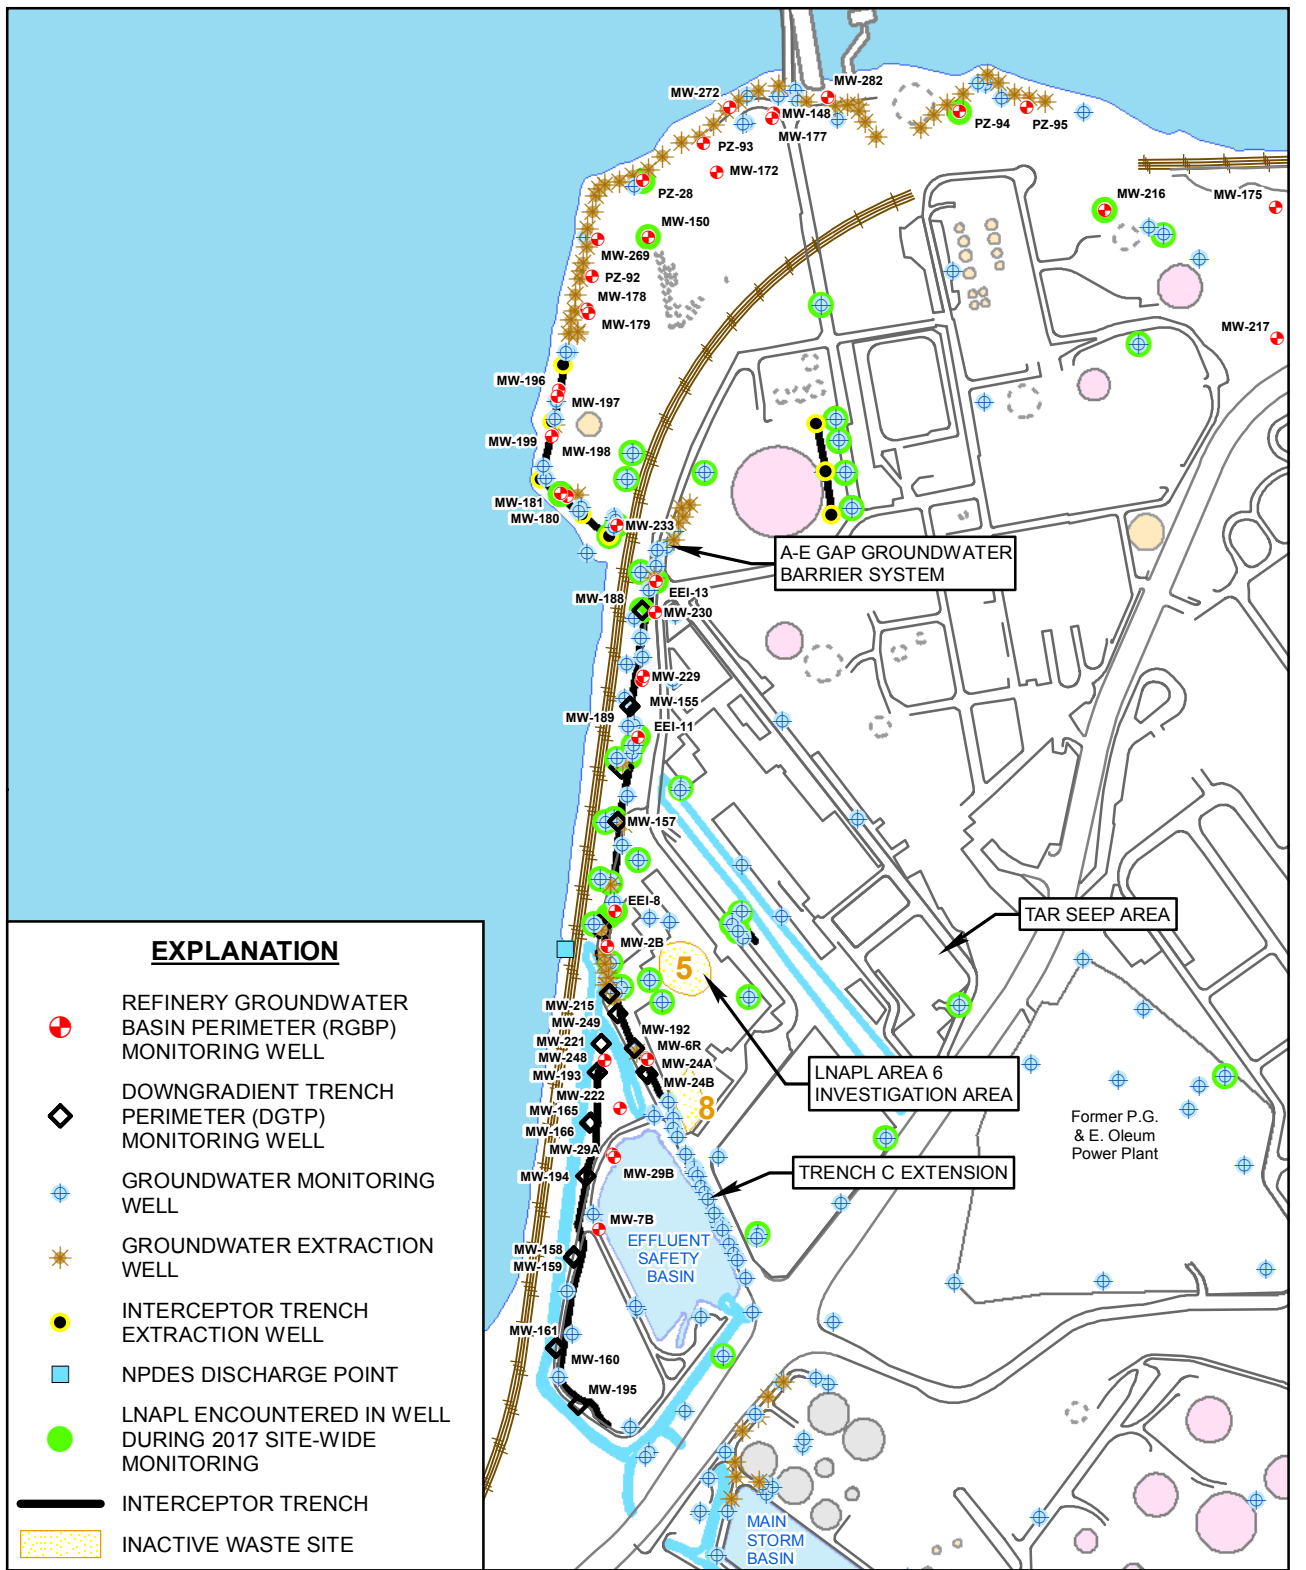 MW-272
MW-282
MW-148
MW-177
PZ-94
PZ-95
PZ-93
MW-172
PZ-28
MW-216
MW-175
MW-150
MW-269
PZ-92
MW-178
MW-179
MW-217
MW-196
MW-197
MW-199
MW-198
MW-181
MW-180
MW-233
A-E GAP GROUNDWATER
BARRIER SYSTEM
MW-188
EEI-13
MW-230
MW-229
MW-155
MW-189
EEI-11
MW-157
EEI-8
TAR SEEP AREA
MW-2B
5
MW-215
MW-249
MW-192
MW-221
MW-6R
MW-248
MW-24A
MW-193
MW-24B
LNAPL AREA 6
INVESTIGATION AREA
MW-222
8
MW-165
MW-166
Former P.G.
& E. Oleum
Power Plant
MW-29A
MW-194
MW-29B
TRENCH C EXTENSION
MW-7B
EFFLUENT
SAFETY
BASIN
MW-158
MW-159
MW-161
MW-160
MW-195
MAIN
STORM
BASIN
EXPLANATION
REFINERY GROUNDWATER
BASIN PERIMETER (RGBP)
MONITORING WELL
DOWNGRADIENT TRENCH
PERIMETER (DGTP)
MONITORING WELL
GROUNDWATER MONITORING
WELL
GROUNDWATER EXTRACTION
WELL
INTERCEPTOR TRENCH
EXTRACTION WELL
NPDES DISCHARGE POINT
LNAPL ENCOUNTERED IN WELL
DURING 2017 SITE-WIDE
MONITORING
INTERCEPTOR TRENCH
INACTIVE WASTE SITE